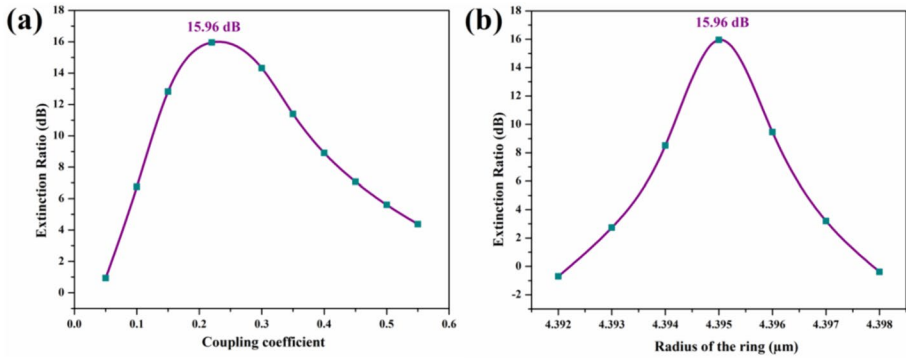 (a)
15.96 dB
18
16
14
12
10
8
6
4
2
0
Extinction Ratio (dB)
0.0 0.1 0.2 0.3 0.4 0.5 0.6
Coupling coefficient
(b)
15.96 dB
18
16
14
12
10
8
6
4
2
0
-2
Extinction Ratio (dB)
4.392 4.393 4.394 4.395 4.396 4.397 4.398
Radius of the ring (µm)